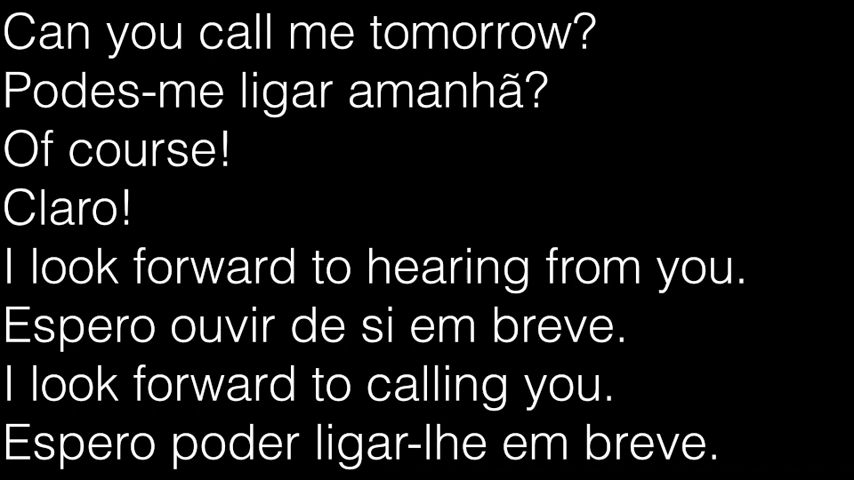 Can you call me tomorrow?
Podes-me ligar amanhã?
Of course!
Claro!
I look forward to hearing from you.
Espero ouvir de si em breve.
I look forward to calling you.
Espero poder ligar-lhe em breve.